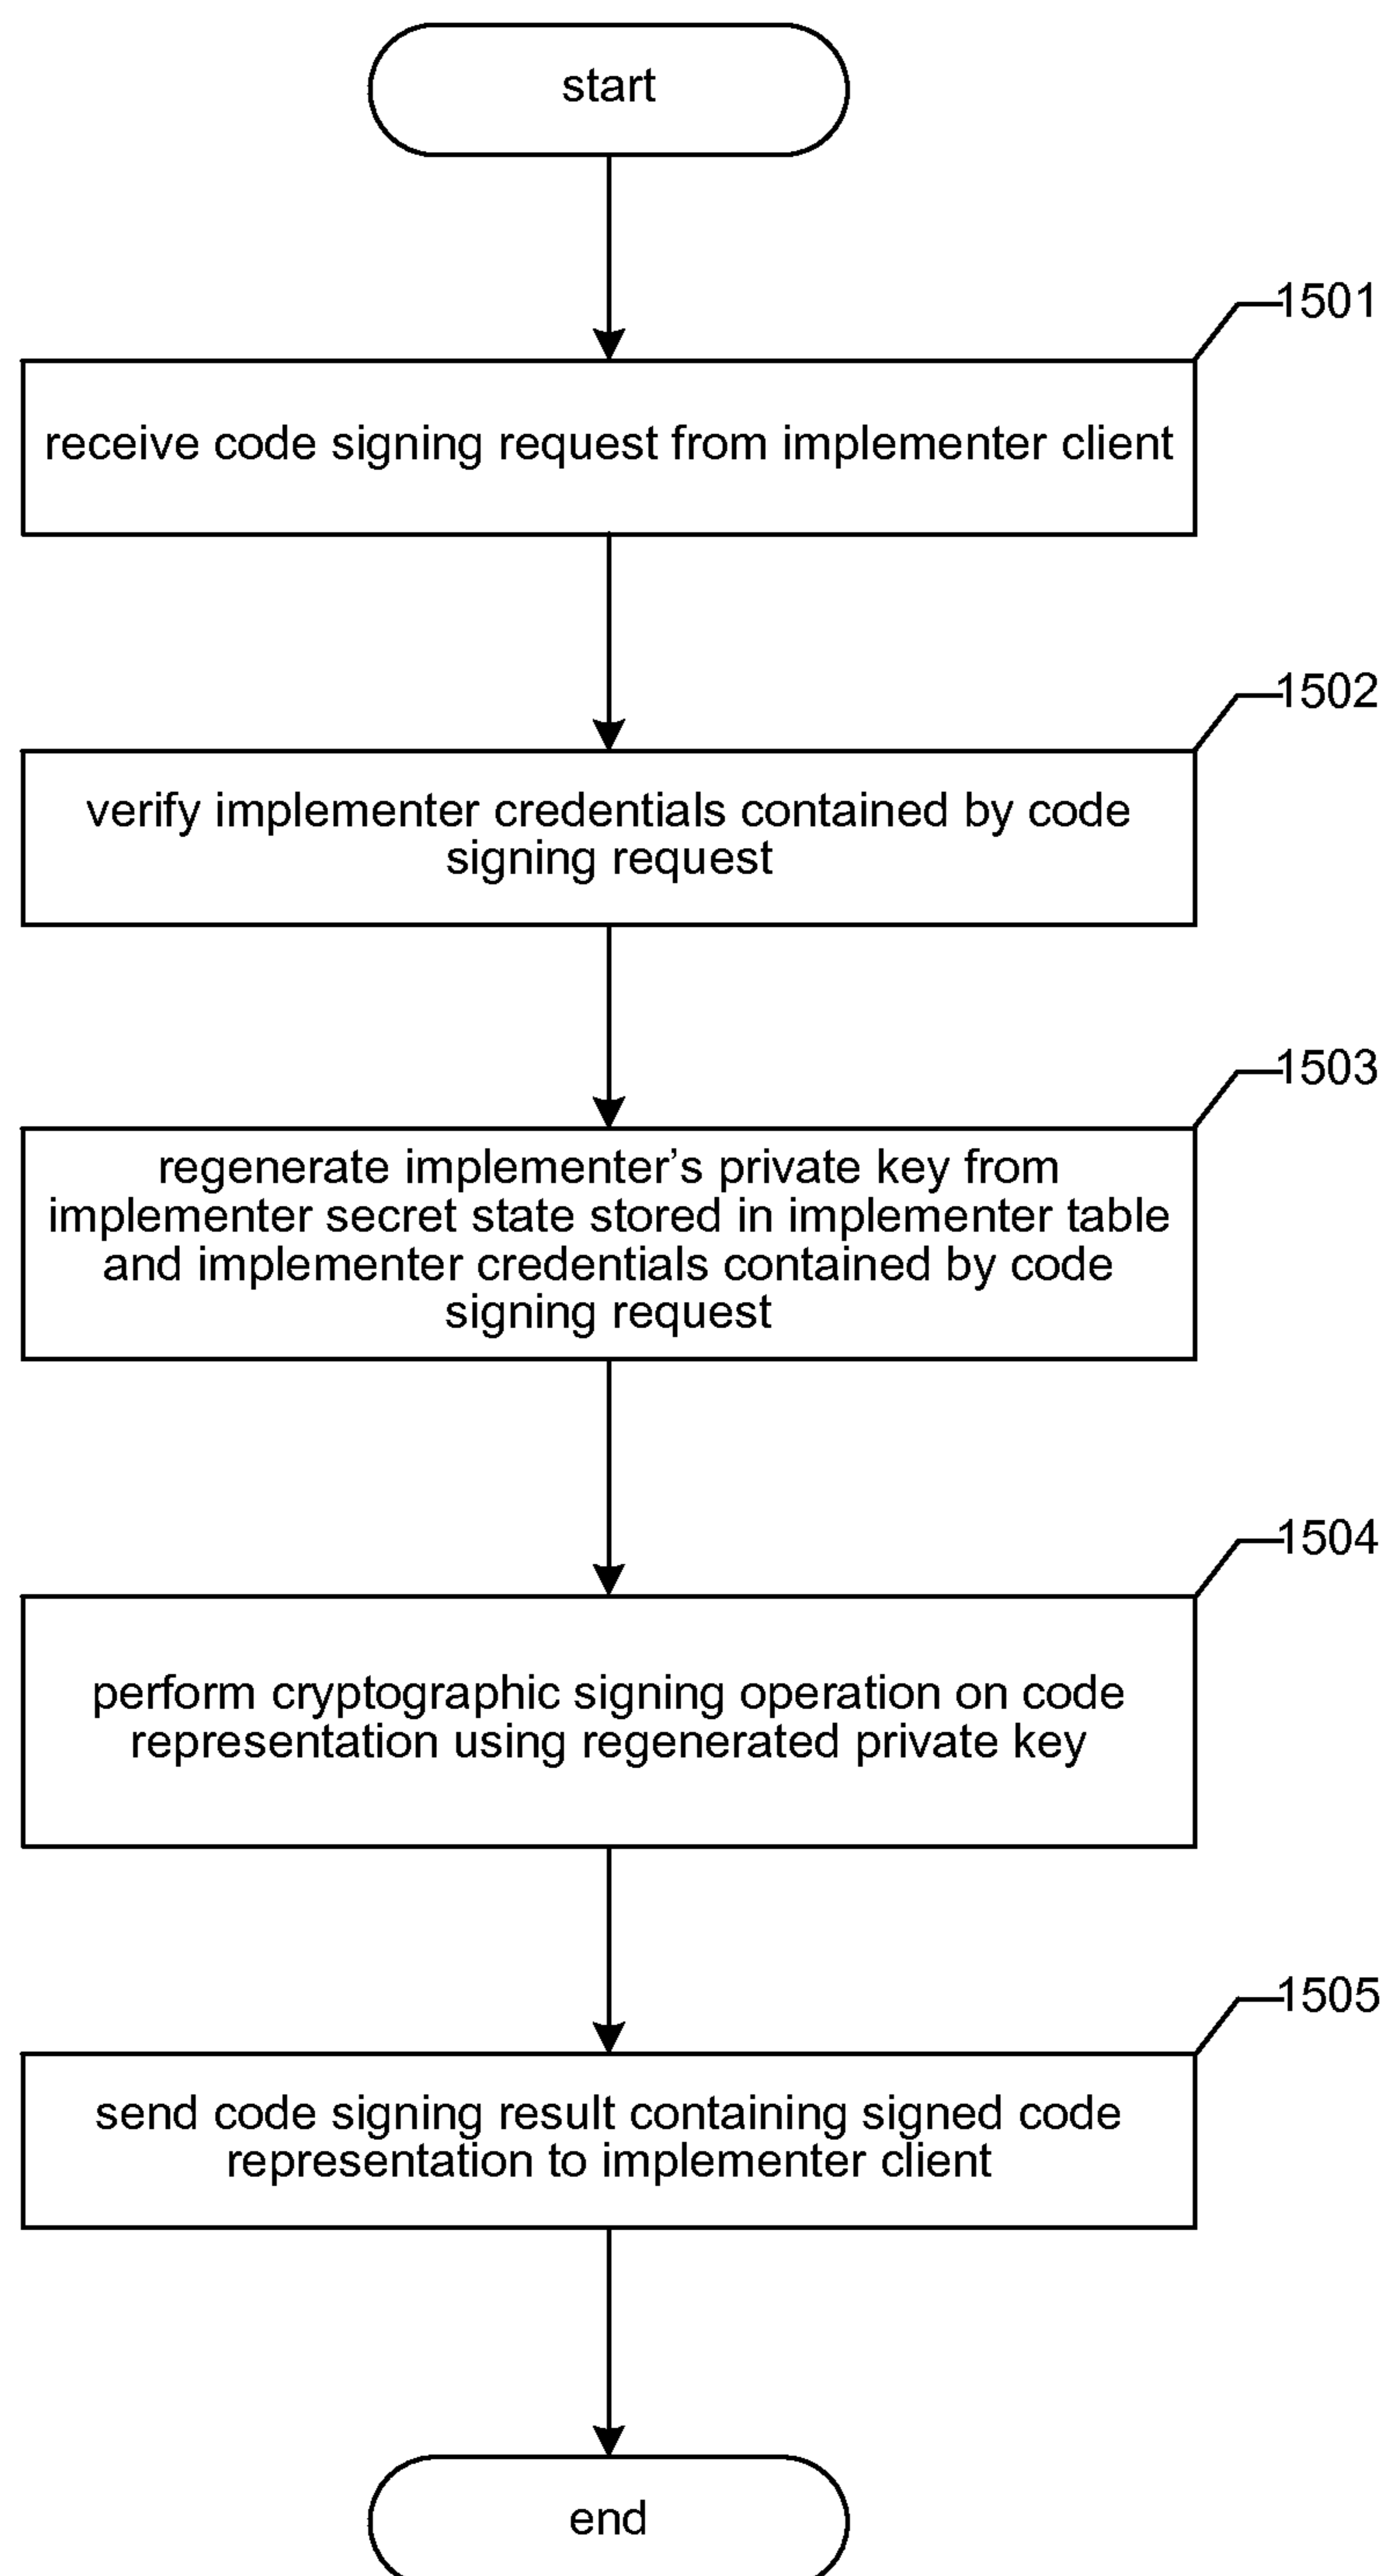 start
1501
receive code signing request from implementer client
1502
verify implementer credentials contained by code
signing request
1503
regenerate implementer’s private key from
implementer secret state stored in implementer table
and implementer credentials contained by code
signing request
1504
perform cryptographic signing operation on code
representation using regenerated private key
1505
send code signing result containing signed code
representation to implementer client
end